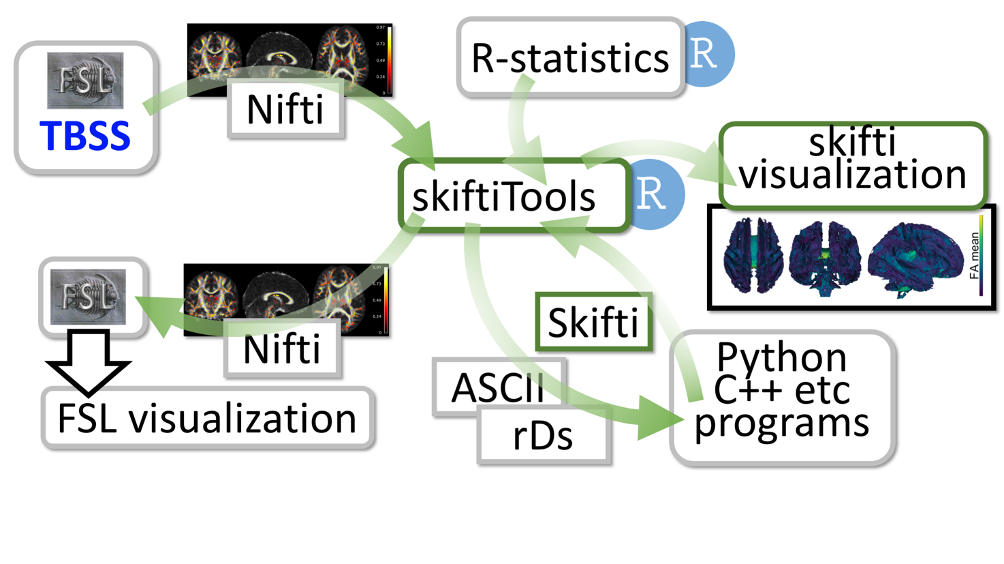 FSL
TBSS
Nifti
R-statistics
R
skiftiTools
R
skifti
visualization
FA mean
FSL
Nifti
FSL visualization
Skifti
ASCII
rDs
Python
C++ etc
programs